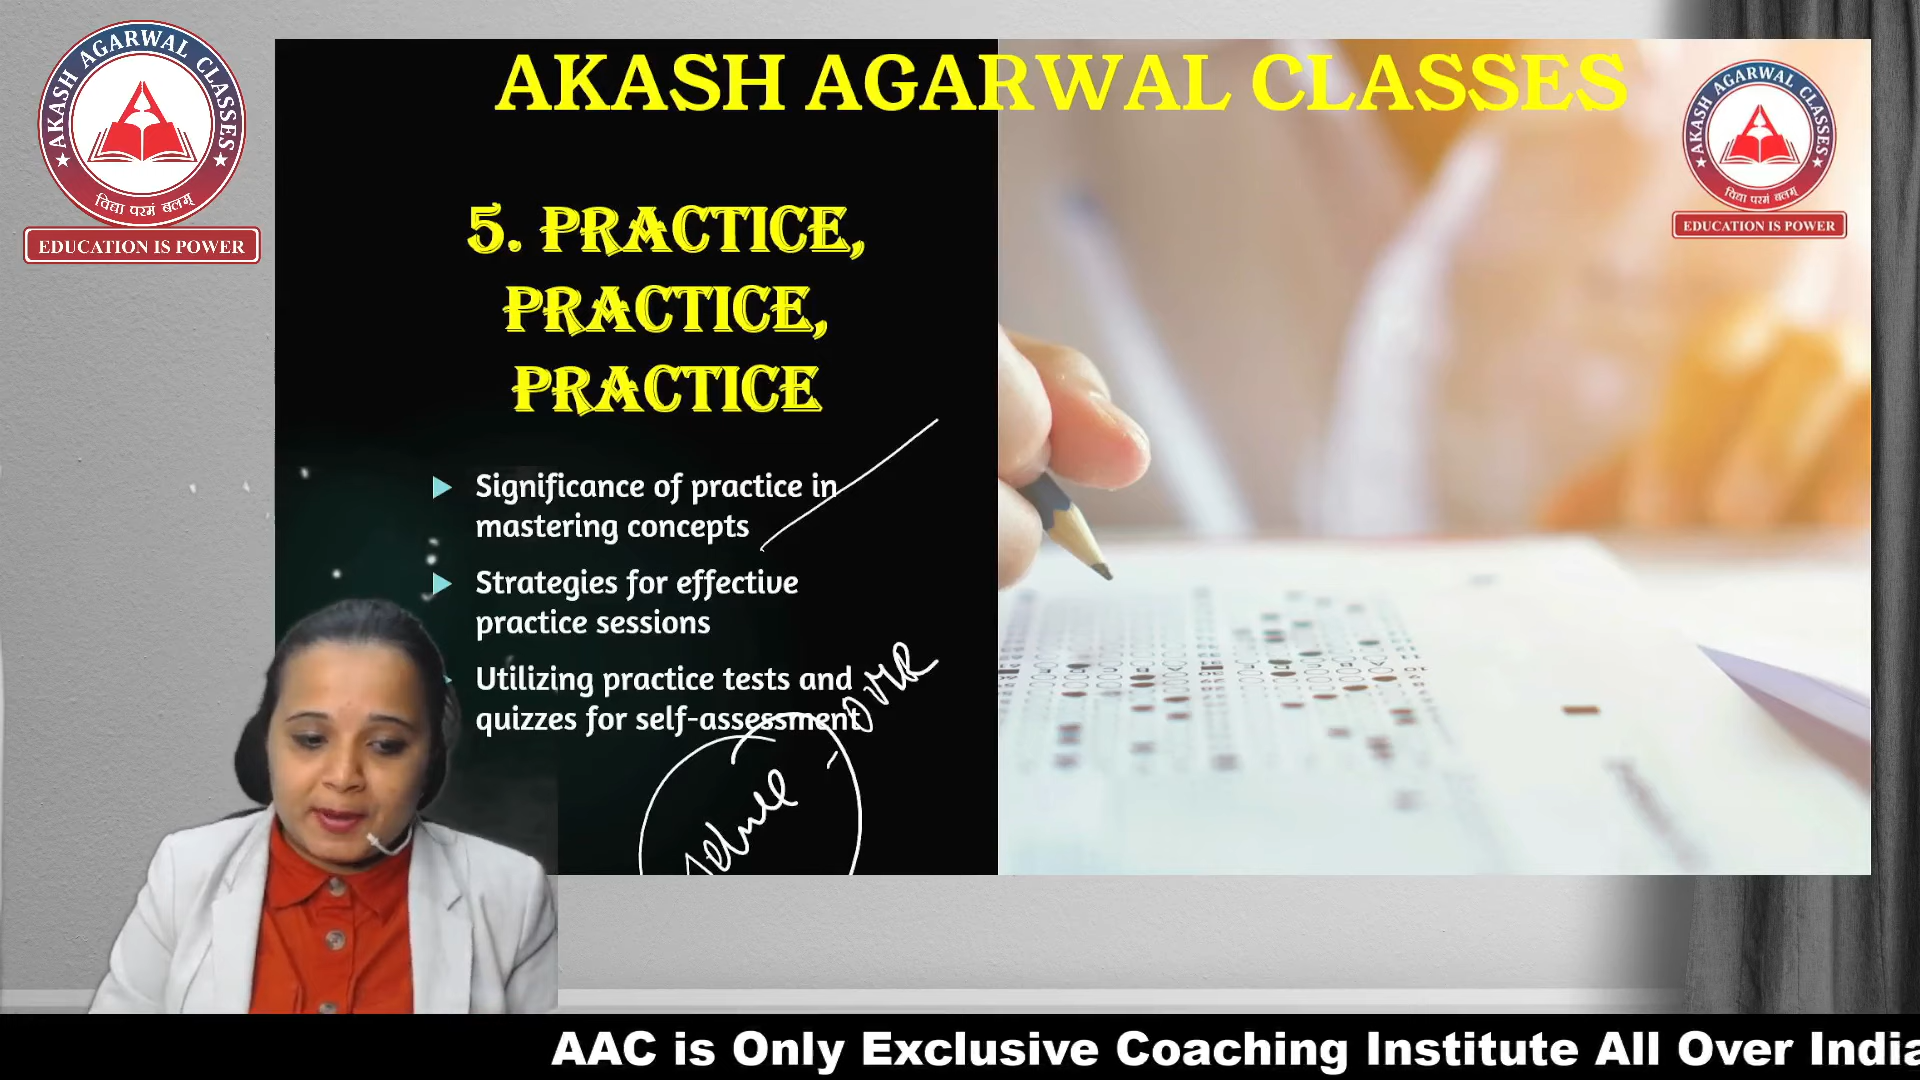 AKASH AGARWAL CLASSES
विद्या परमं बलम्
EDUCATION IS POWER
AKASH AGARWAL CLASSES
AKASH AGARWAL CLASSES
विद्या परमं बलम्
EDUCATION IS POWER
5. PRACTICE,
PRACTICE,
PRACTICE
Significance of practice in
mastering concepts
Strategies for effective
practice sessions
Utilizing practice tests and
quizzes for self-assessment
OMR
AAC is Only Exclusive Coaching Institute All Over India